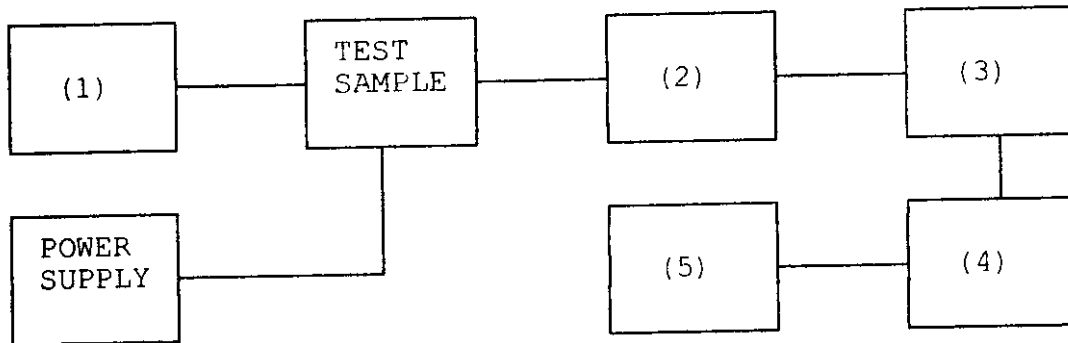 (1)
TEST
SAMPLE
(2)
(3)
POWER
SUPPLY
(5)
(4)